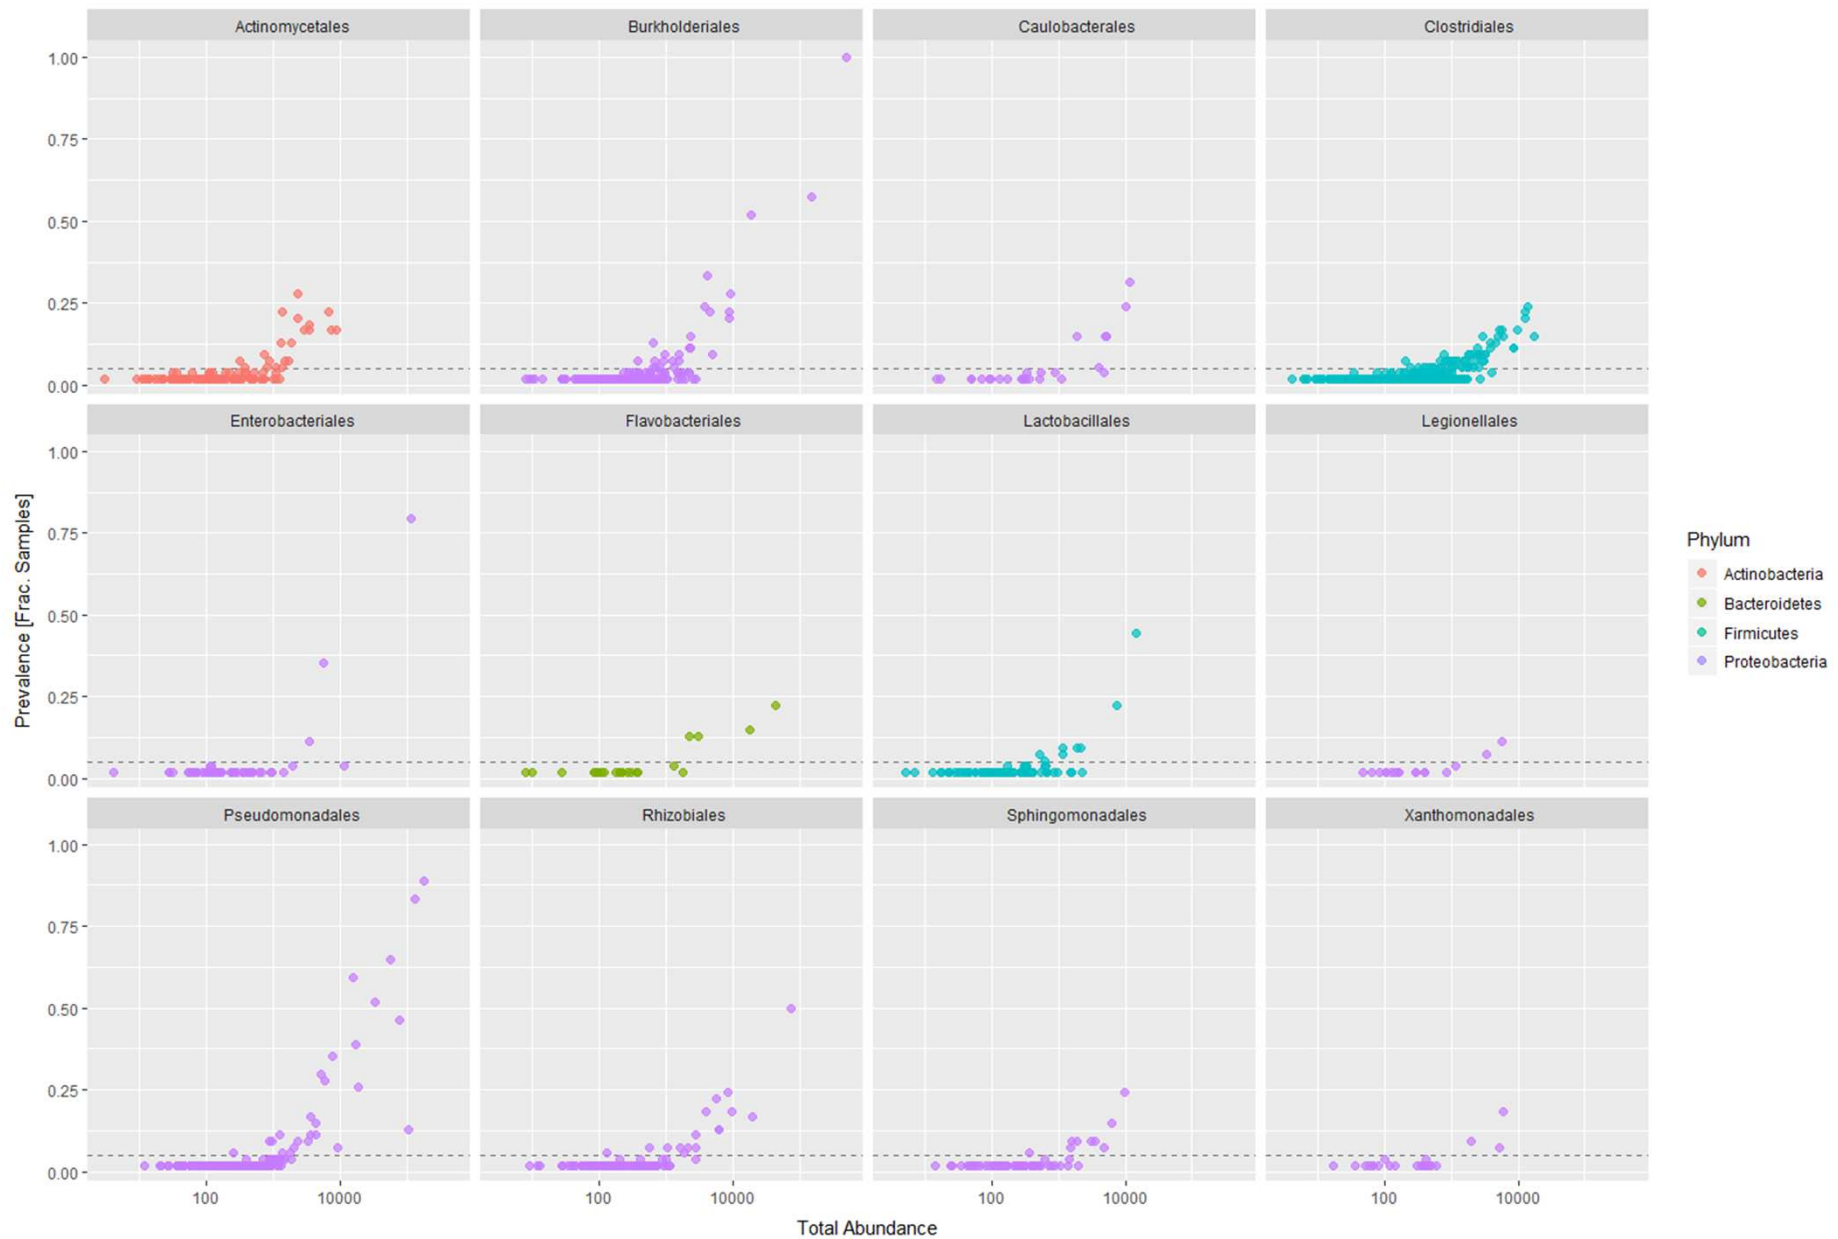 Actinomycetales Burkholderiales Caulobacterales Clostridiales
1.00
0.75
0.50
0.25
0.00
Enterobacteriales Flavobacteriales Lactobacillales Legionellales
1.00
0.75
0.50
0.25
0.00
Pseudomonadales Rhizobiales Sphingomonadales Xanthomonadales
1.00
0.75
0.50
0.25
0.00
100 10000 100 10000 100 10000 100 10000
Total Abundance
Prevalence [Frac. Samples]
Phylum
Actinobacteria
Bacteroidetes
Firmicutes
Proteobacteria